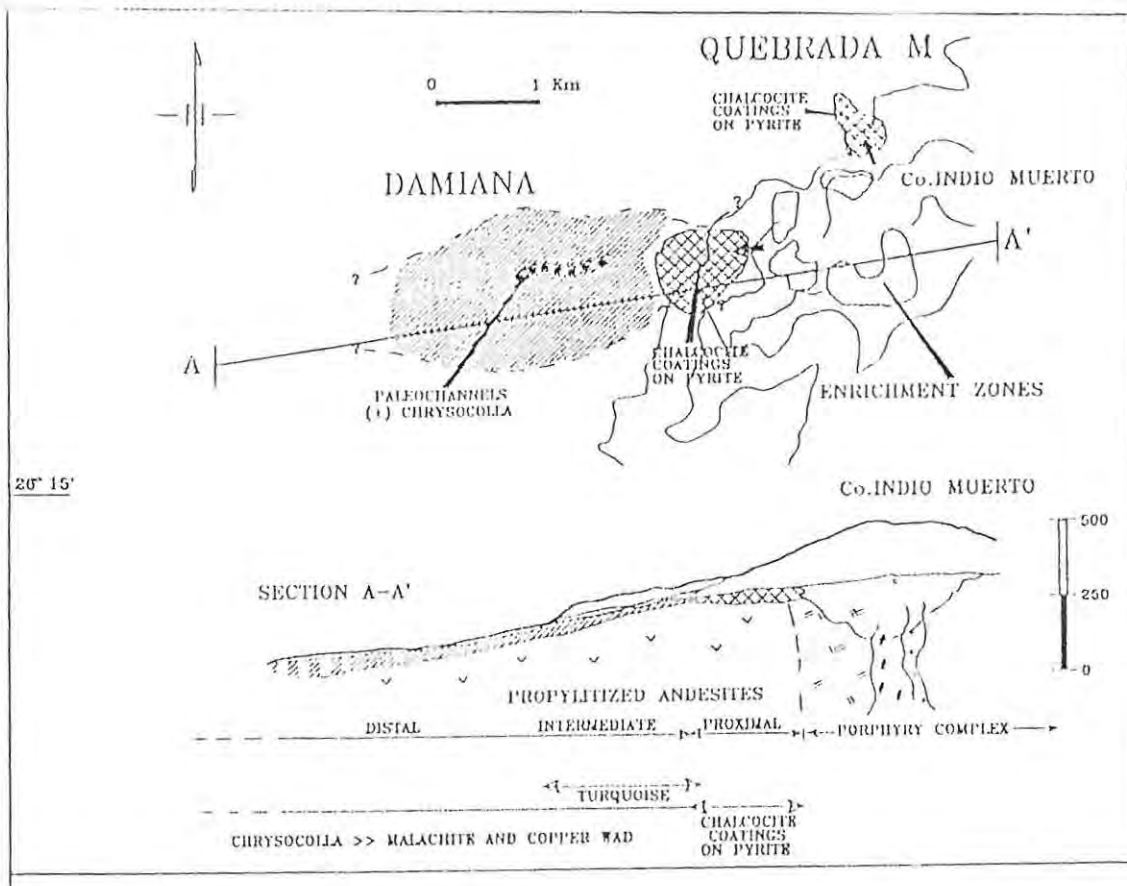 QUEBRADA M
0 1 Km
CHALCOCITE
COATINGS
ON PYRITE
Co.INDIO MUERTO
DAMIANA
?
?
A'
A
?
?
CHALCOCITE
COATINGS
ON PYRITE
PALEOCHANNELS
(+) CHRYSOCOLLA
ENRICHMENT ZONES
26° 15'
Co.INDIO MUERTO
500
SECTION A-A'
250
0
PROPYLITIZED ANDESITES
DISTAL INTERMEDIATE PROXIMAL PORPHYRY COMPLEX
TURQUOISE
CHRYSOCOLLA >> MALACHITE AND COPPER WAD
CHALCOCITE
COATINGS
ON PYRITE